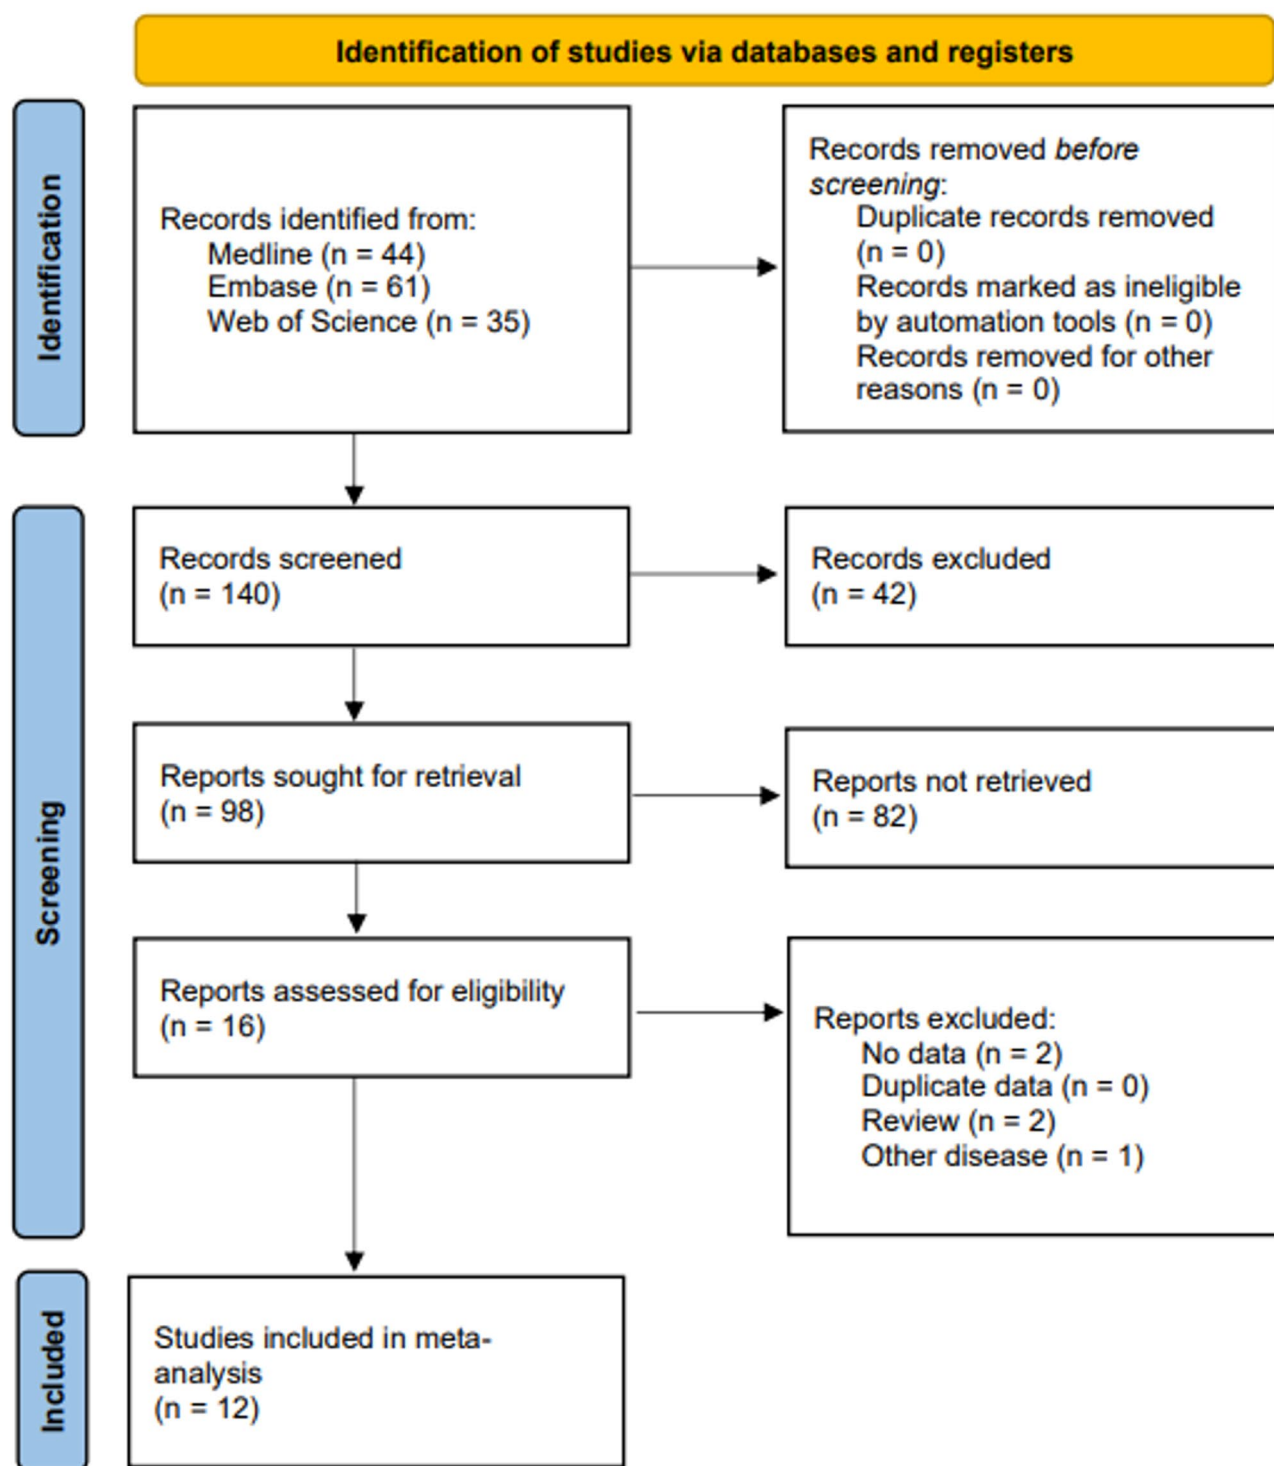 Identification of studies via databases and registers
Identification
Records identified from:
Medline (n = 44)
Embase (n = 61)
Web of Science (n = 35)
Records removed before
screening:
Duplicate records removed
(n = 0)
Records marked as ineligible
by automation tools (n = 0)
Records removed for other
reasons (n = 0)
Screening
Records screened
(n = 140)
Records excluded
(n = 42)
Reports sought for retrieval
(n = 98)
Reports not retrieved
(n = 82)
Reports assessed for eligibility
(n = 16)
Reports excluded:
No data (n = 2)
Duplicate data (n = 0)
Review (n = 2)
Other disease (n = 1)
Included
Studies included in meta-
analysis
(n = 12)